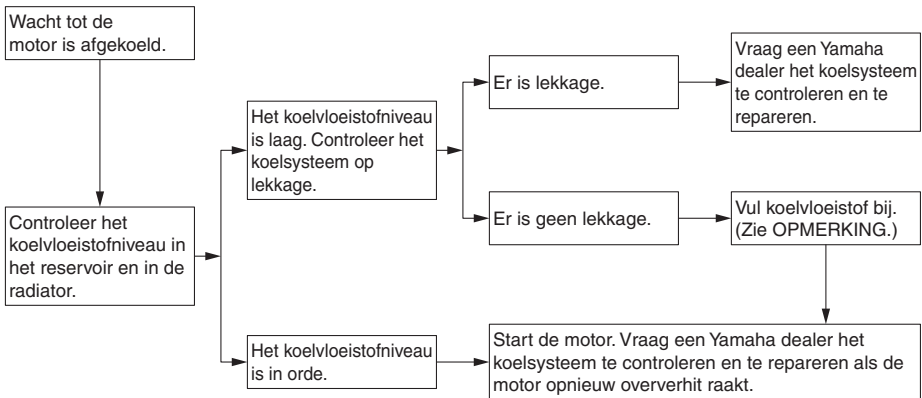 Wacht tot de
motor is afgekoeld.
Controleer het
koelvloeistofniveau in
het reservoir en in de
radiator.
Het koelvloeistofniveau
is laag. Controleer het
koelsysteem op
lekkage.
Er is lekkage.
Vraag een Yamaha
dealer het koelsysteem
te controleren en te
repareren.
Er is geen lekkage.
Vul koelvloeistof bij.
(Zie OPMERKING.)
Het koelvloeistofniveau
is in orde.
Start de motor. Vraag een Yamaha dealer het
koelsysteem te controleren en te repareren als de
motor opnieuw oververhit raakt.